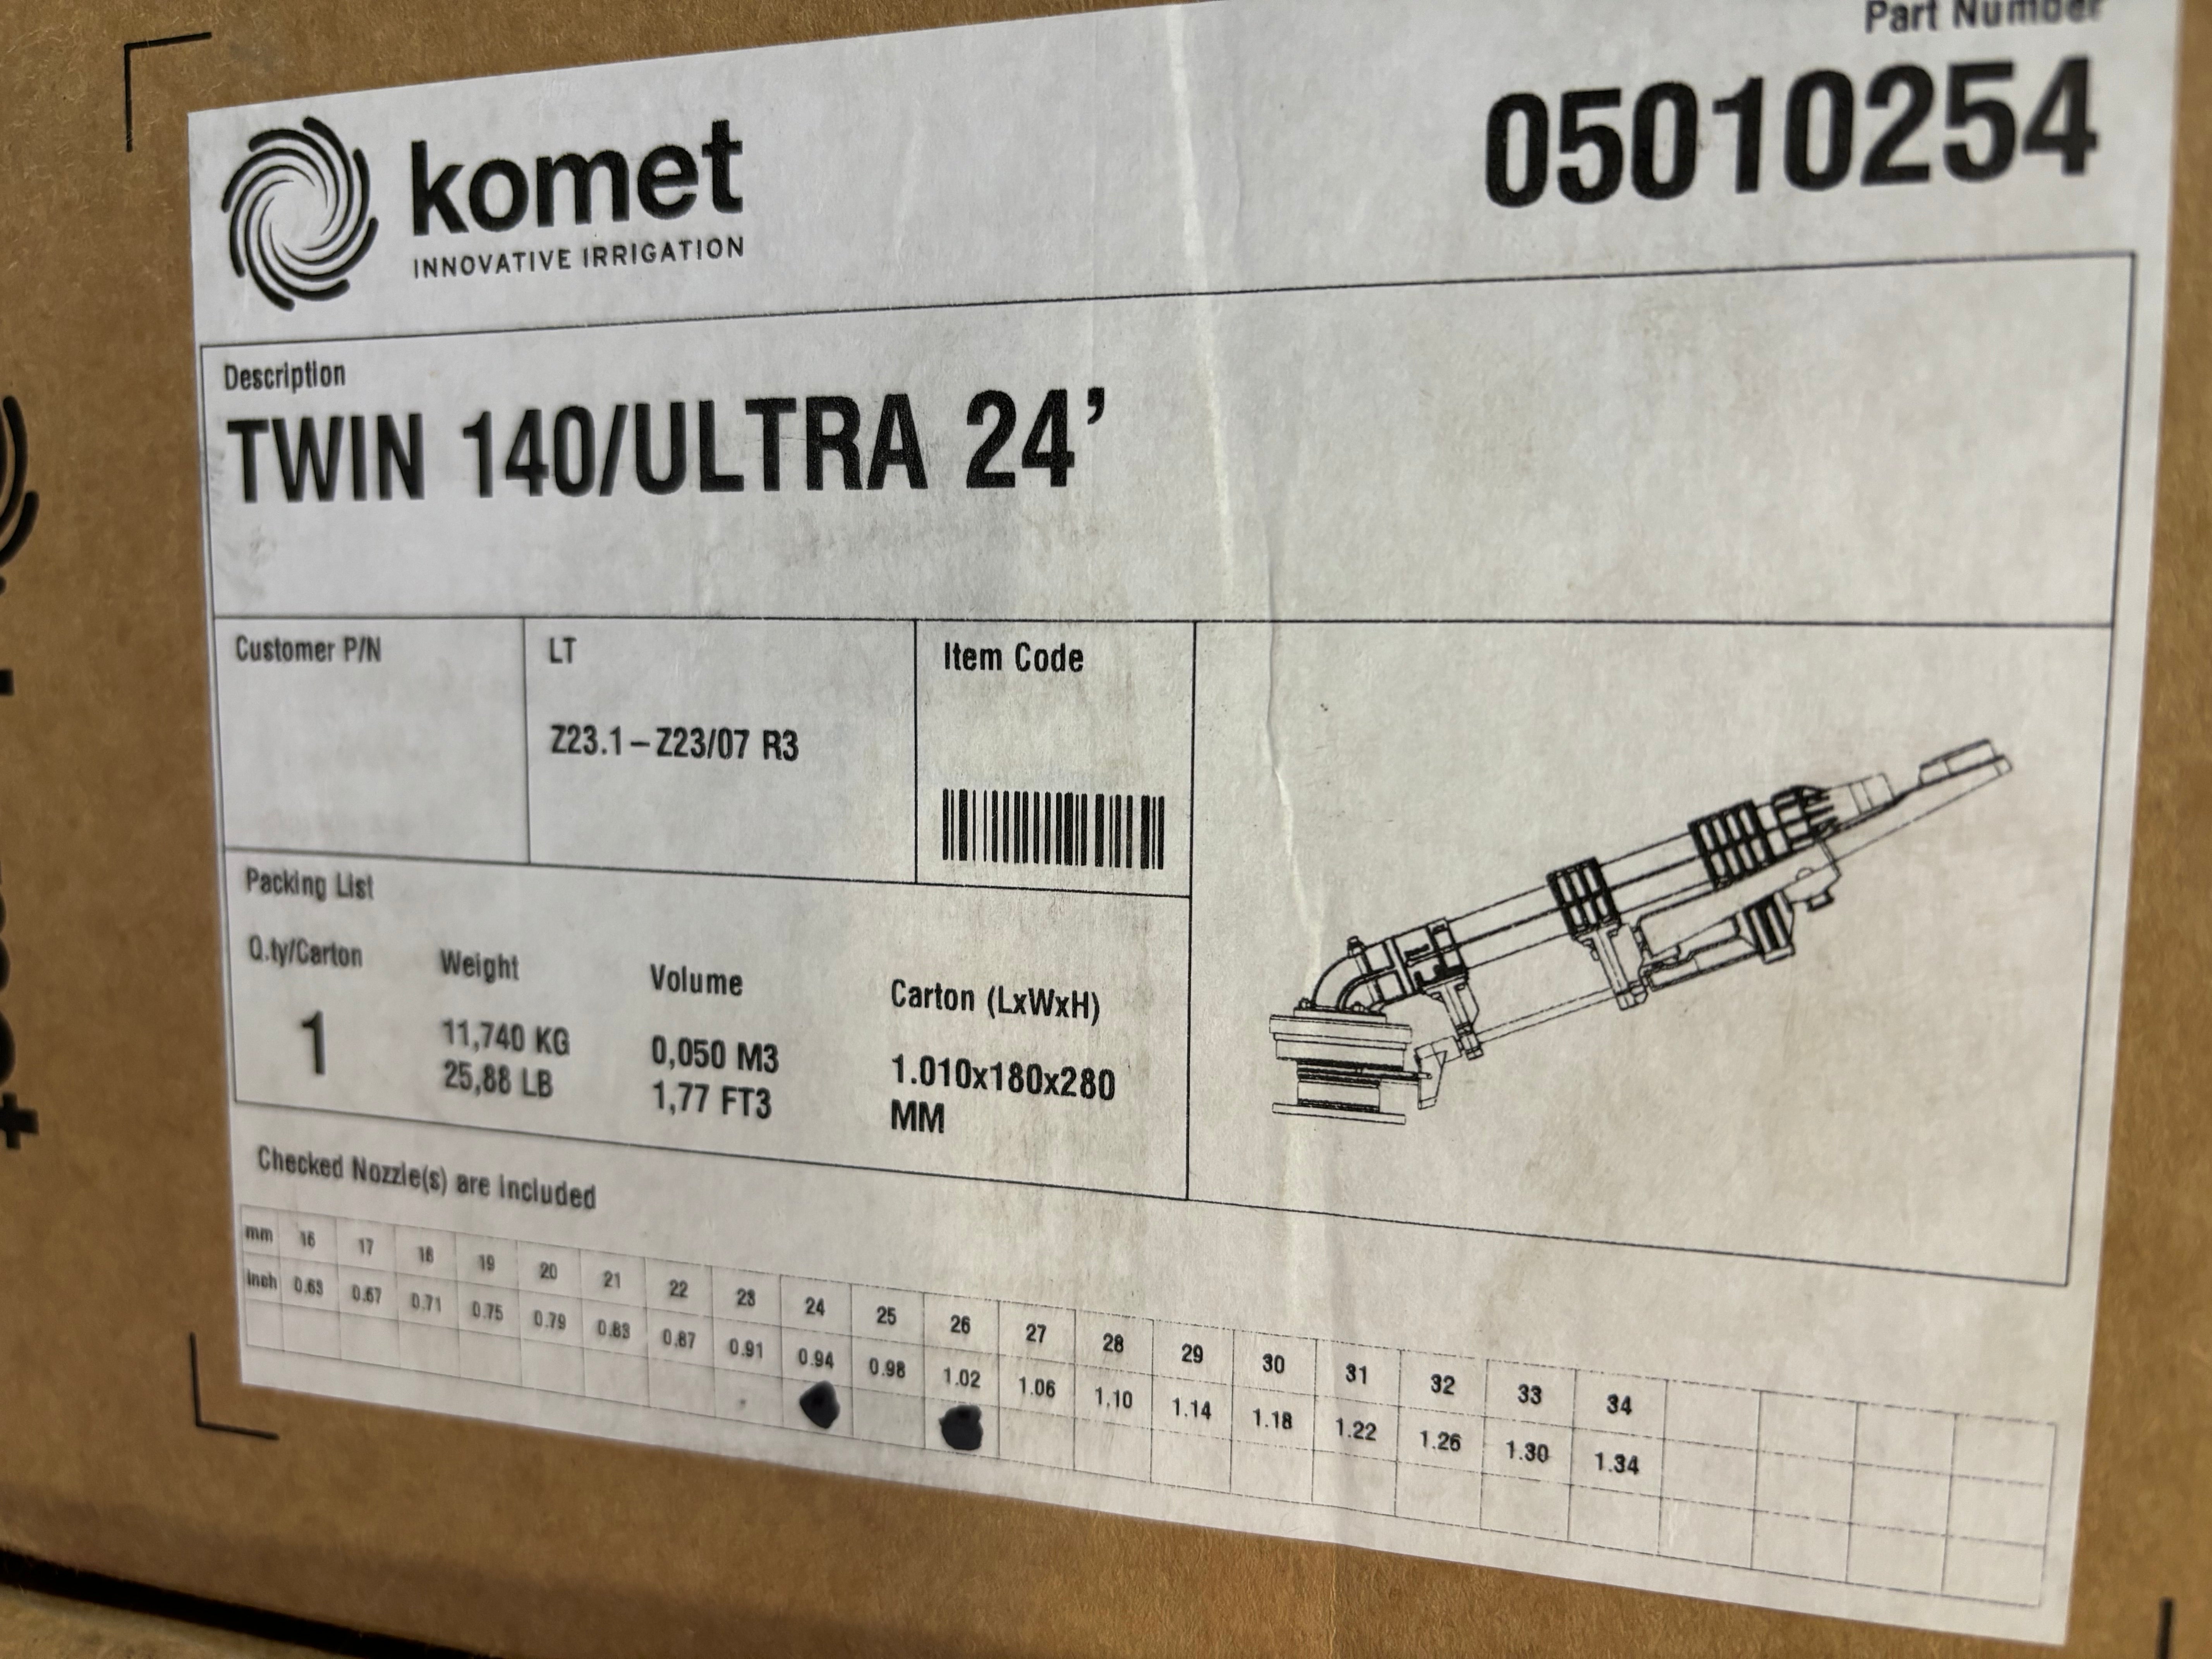 Part Number
komet
INNOVATIVE IRRIGATION
05010254
Description
TWIN 140/ULTRA 24’
Customer P/N
LT
Z23.1–Z23/07 R3
Item Code
Packing List
Q.ty/Carton
Weight
Volume
Carton (LxWxH)
1
11,740 KG
25,88 LB
0,050 M3
1,77 FT3
1.010x180x280
MM
Checked Nozzle(s) are included
mm 16 17 18 19 20 21 22 23 24 25 26 27 28 29 30 31 32 33 34
inch 0.63 0.67 0.71 0.75 0.79 0.83 0.87 0.91 0.94 0.98 1.02 1.06 1.10 1.14 1.18 1.22 1.26 1.30 1.34